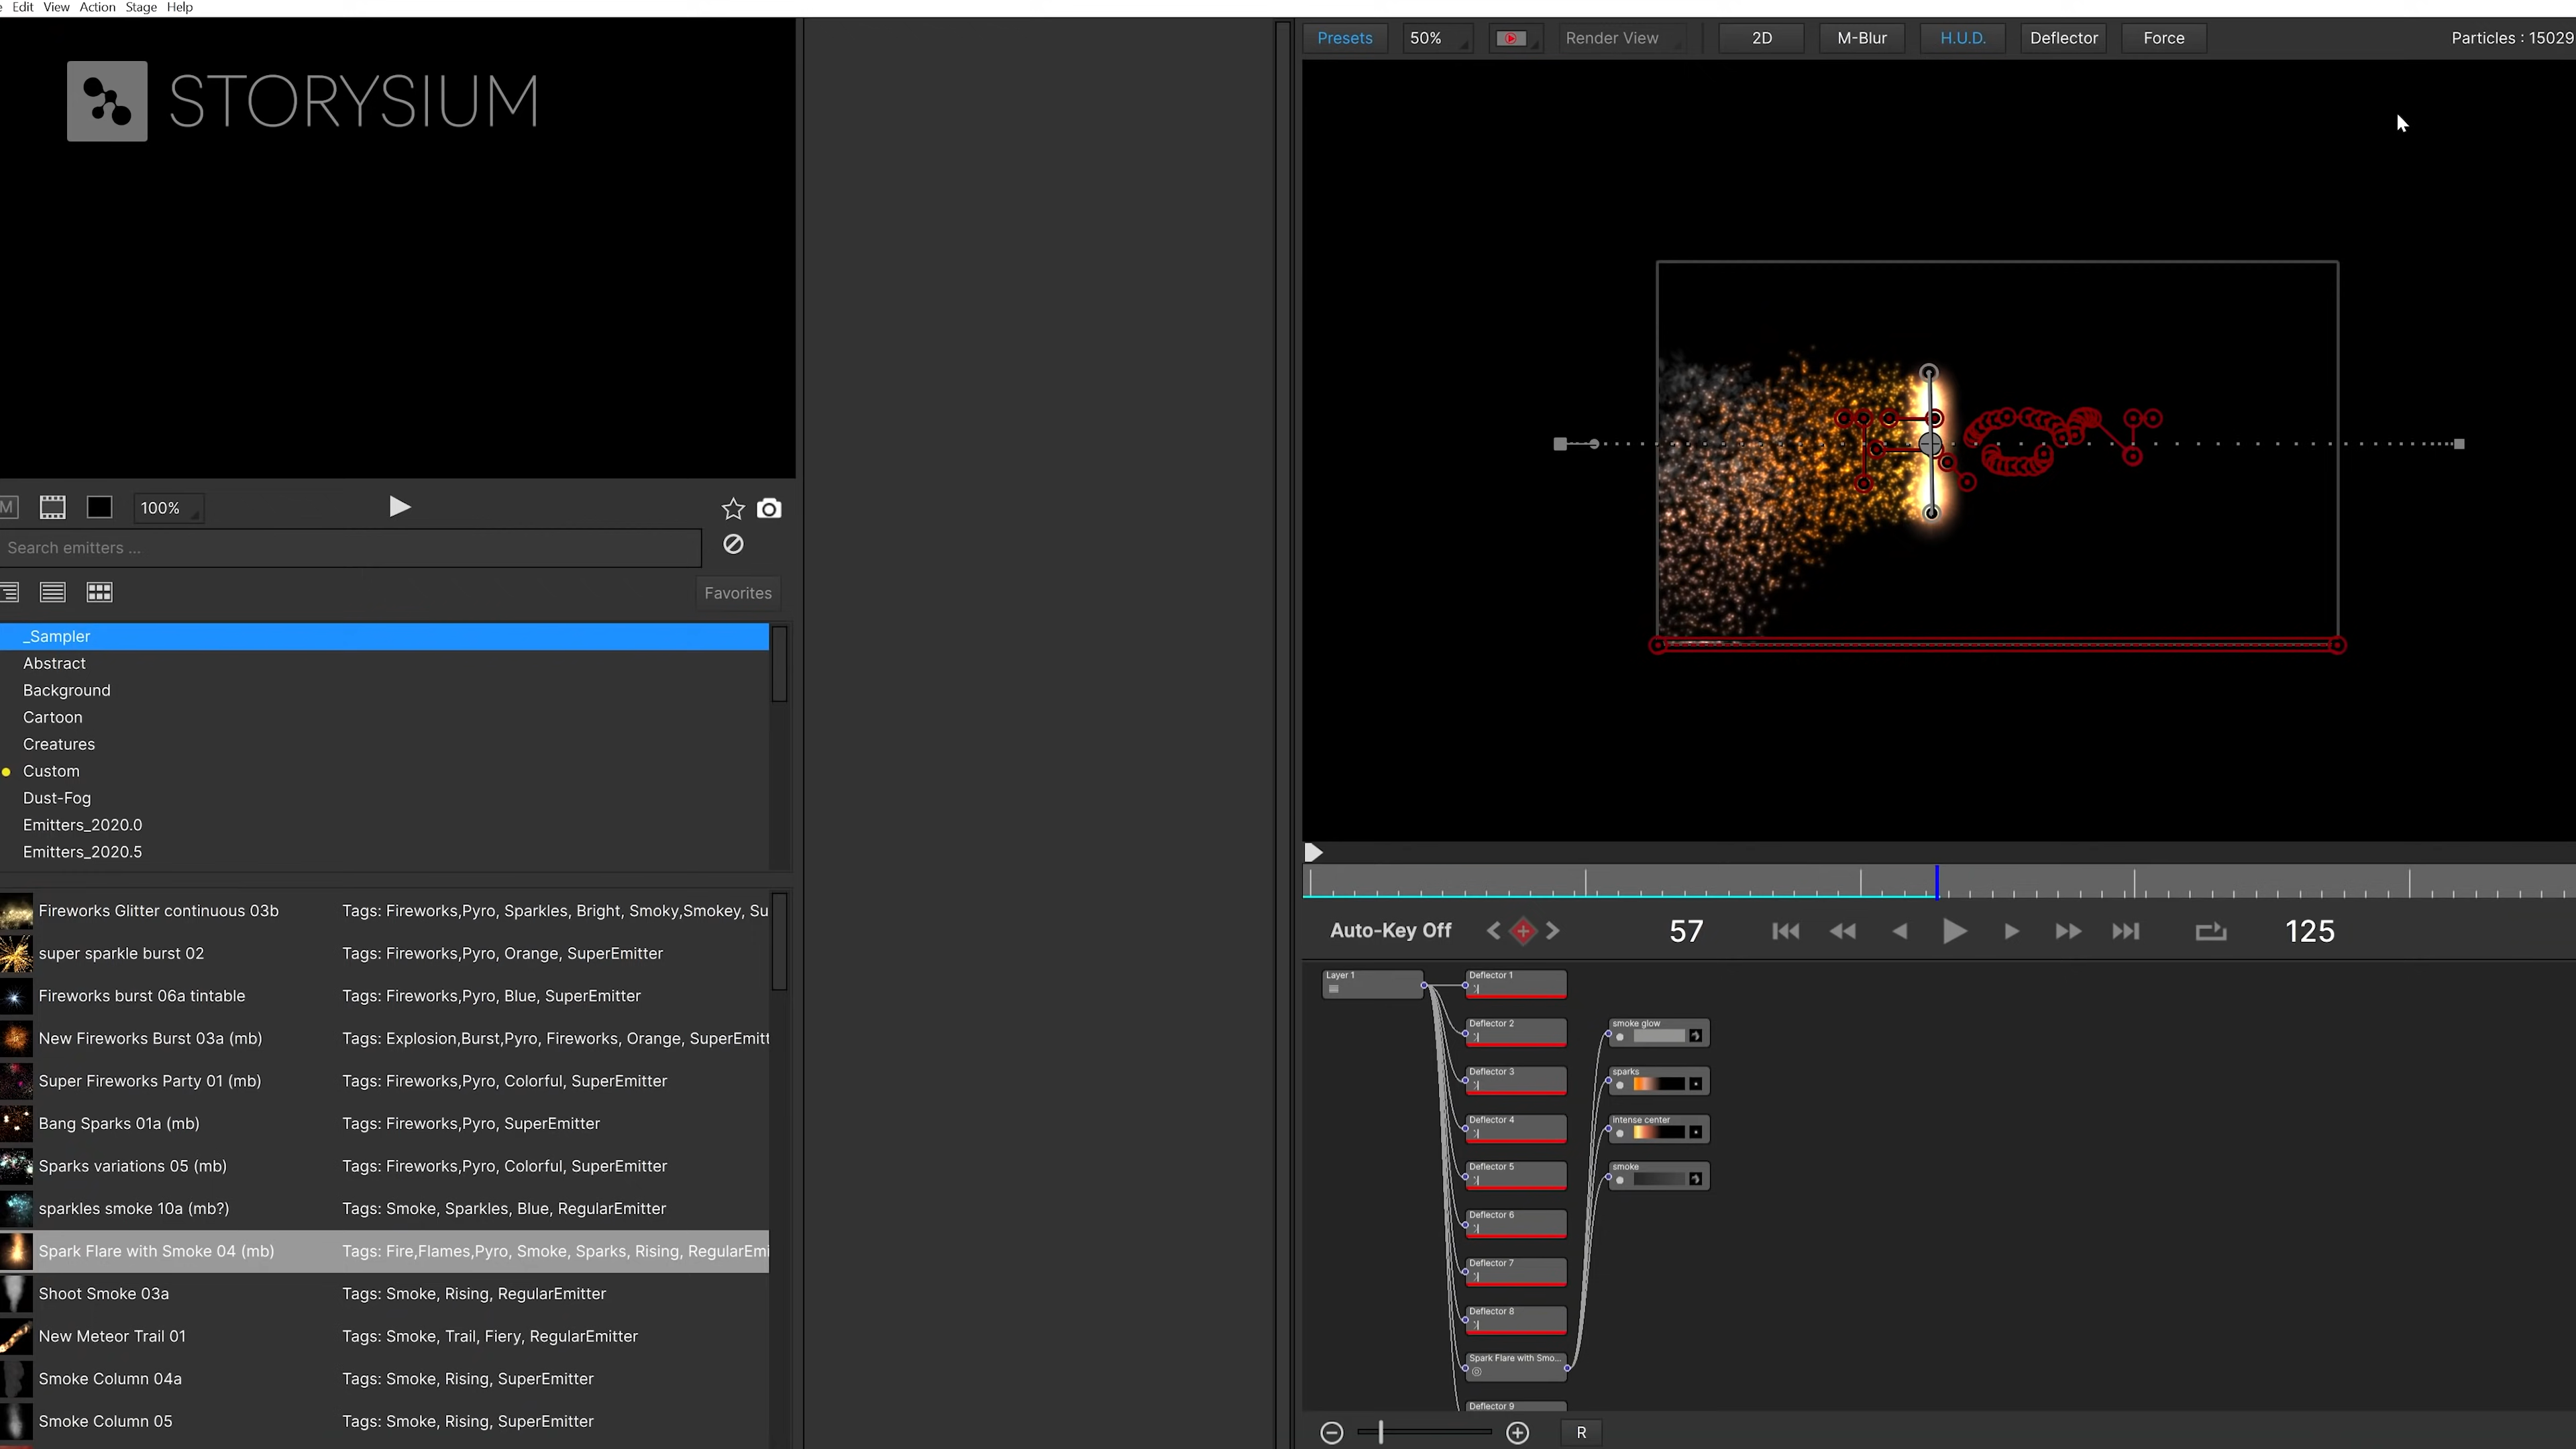 Edit View Action Stage Help
STORYSIUM
Presets 50% Render View 2D M-Blur H.U.D. Deflector Force Particles : 15029
M 100%
Search emitters ...
Favorites
_Sampler
Abstract
Background
Cartoon
Creatures
Custom
Dust-Fog
Emitters_2020.0
Emitters_2020.5
Fireworks Glitter continuous 03b Tags: Fireworks,Pyro, Sparkles, Bright, Smoky,Smokey, Su
super sparkle burst 02 Tags: Fireworks,Pyro, Orange, SuperEmitter
Fireworks burst 06a tintable Tags: Fireworks,Pyro, Blue, SuperEmitter
New Fireworks Burst 03a (mb) Tags: Explosion,Burst,Pyro, Fireworks, Orange, SuperEmitt
Super Fireworks Party 01 (mb) Tags: Fireworks,Pyro, Colorful, SuperEmitter
Bang Sparks 01a (mb) Tags: Fireworks,Pyro, SuperEmitter
Sparks variations 05 (mb) Tags: Fireworks,Pyro, Colorful, SuperEmitter
sparkles smoke 10a (mb?) Tags: Smoke, Sparkles, Blue, RegularEmitter
Spark Flare with Smoke 04 (mb) Tags: Fire,Flames,Pyro, Smoke, Sparks, Rising, RegularEmi
Shoot Smoke 03a Tags: Smoke, Rising, RegularEmitter
New Meteor Trail 01 Tags: Smoke, Trail, Fiery, RegularEmitter
Smoke Column 04a Tags: Smoke, Rising, SuperEmitter
Smoke Column 05 Tags: Smoke, Rising, SuperEmitter
Auto-Key Off 57 125
Layer 1
Deflector 1
Deflector 2
Deflector 3
Deflector 4
Deflector 5
Deflector 6
Deflector 7
Deflector 8
Spark Flare with Smo...
Deflector 9
smoke glow
sparks
intense center
smoke
R